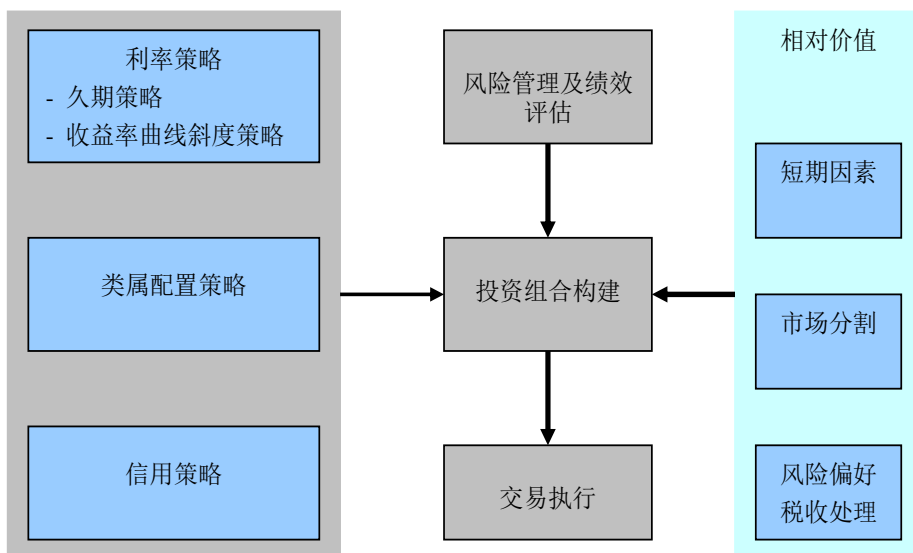 利率策略
- 久期策略
- 收益率曲线斜度策略
类属配置策略
信用策略
风险管理及绩效
评估
投资组合构建
交易执行
相对价值
短期因素
市场分割
风险偏好
税收处理